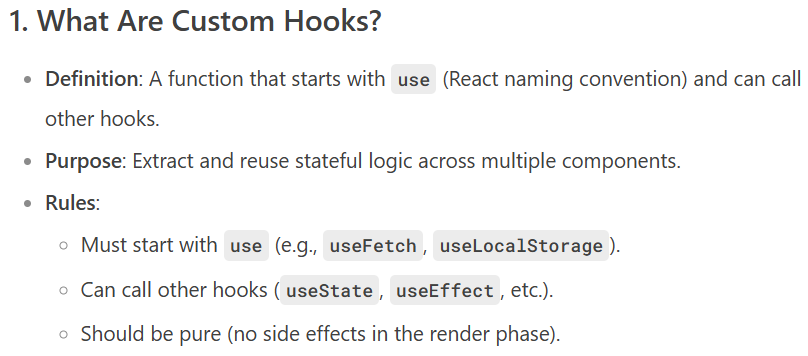 1. What Are Custom Hooks?
Definition: A function that starts with use (React naming convention) and can call
other hooks.
Purpose: Extract and reuse stateful logic across multiple components.
Rules:
Must start with use (e.g., useFetch, useLocalStorage).
Can call other hooks (useState, useEffect, etc.).
Should be pure (no side effects in the render phase).